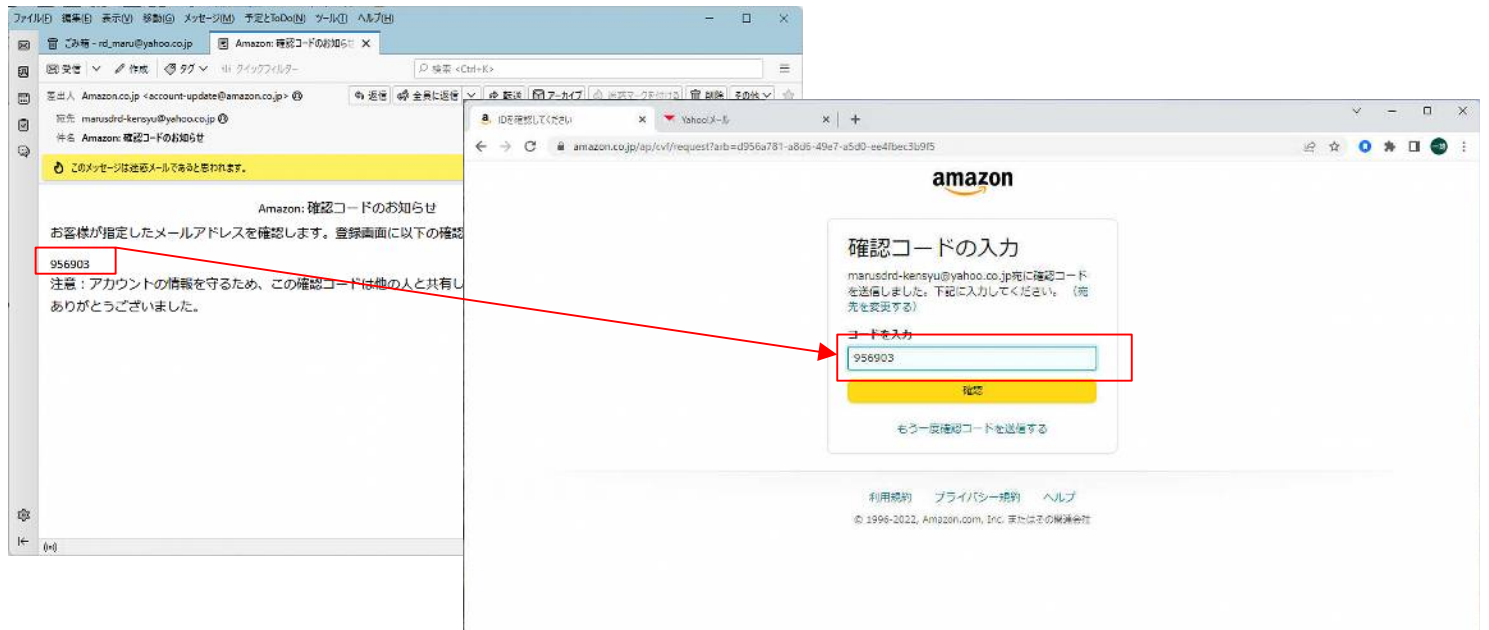 ファイル(F) 編集(E) 表示(V) 移動(G) メッセージ(M) 予定とToDo(N) ツール(T) ヘルプ(H)
ごみ箱 - rd_maru@yahoo.co.jp
Amazon: 確認コードのお知らせ
受信 作成 タグ クイックフィルター
検索 <Ctrl+K>
差出人 Amazon.co.jp <account-update@amazon.co.jp>
返信 全員に返信 転送 アーカイブ 迷惑マークを付ける 削除 その他
宛先 marusdrd-kensyu@yahoo.co.jp
件名 Amazon: 確認コードのお知らせ
このメッセージは迷惑メールであると思われます。
Amazon: 確認コードのお知らせ
お客様が指定したメールアドレスを確認します。登録画面に以下の確認
956903
注意：アカウントの情報を守るため、この確認コードは他の人と共有し
ありがとうございました。
IDを確認してください
Yahoo!メール
amazon.co.jp/ap/cvf/request?arb=d956a781-a8d6-49e7-a5d0-ee4fbec3b9f5
amazon
確認コードの入力
marusdrd-kensyu@yahoo.co.jp宛に確認コード
を送信しました。下記に入力してください。 （宛
先を変更する）
コードを入力
956903
確認
もう一度確認コードを送信する
利用規約 プライバシー規約 ヘルプ
© 1996-2022, Amazon.com, Inc. またはその関連会社